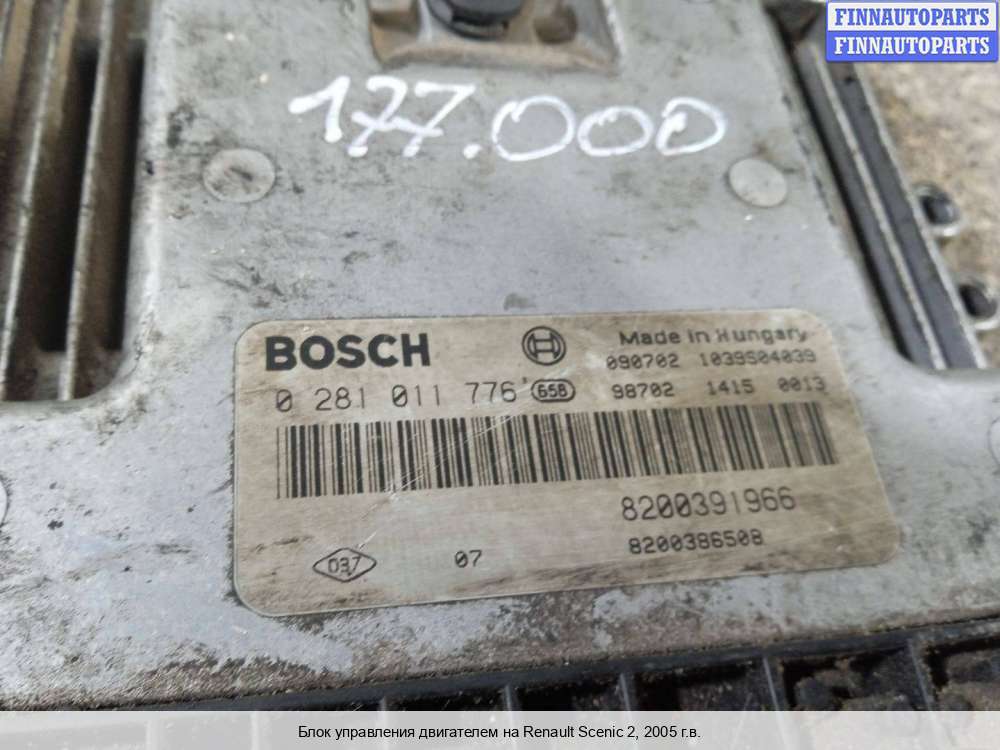 FINNAUTOPARTS
FINNAUTOPARTS
177.000
BOSCH
Made in Hungary
090702 1039S04039
0 281 011 776 658
98702 1415 0013
8200391966
8200386508
037 07
Блок управления двигателем на Renault Scenic 2, 2005 г.в.